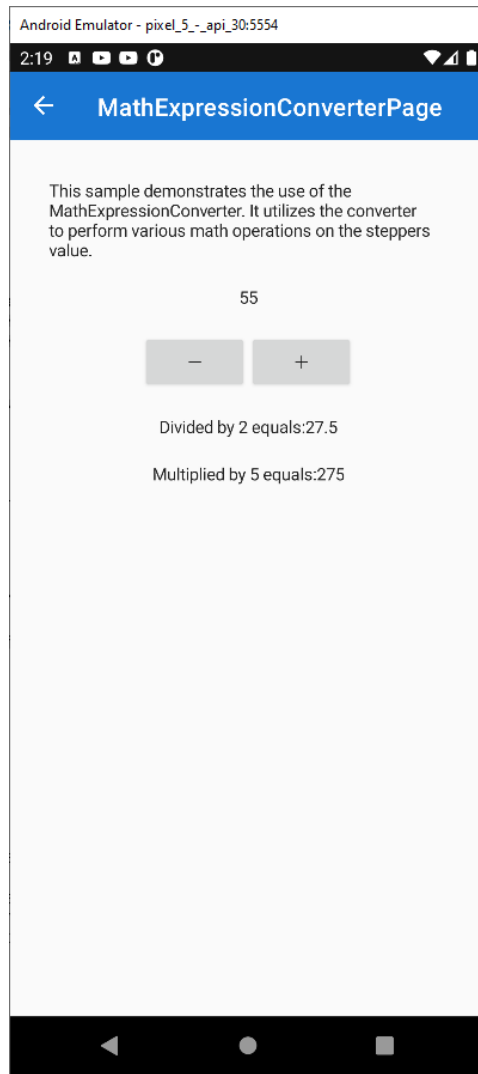 Android Emulator - pixel_5_-_api_30:5554
2:19
MathExpressionConverterPage
This sample demonstrates the use of the
MathExpressionConverter. It utilizes the converter
to perform various math operations on the steppers
value.
55
− +
Divided by 2 equals:27.5
Multiplied by 5 equals:275